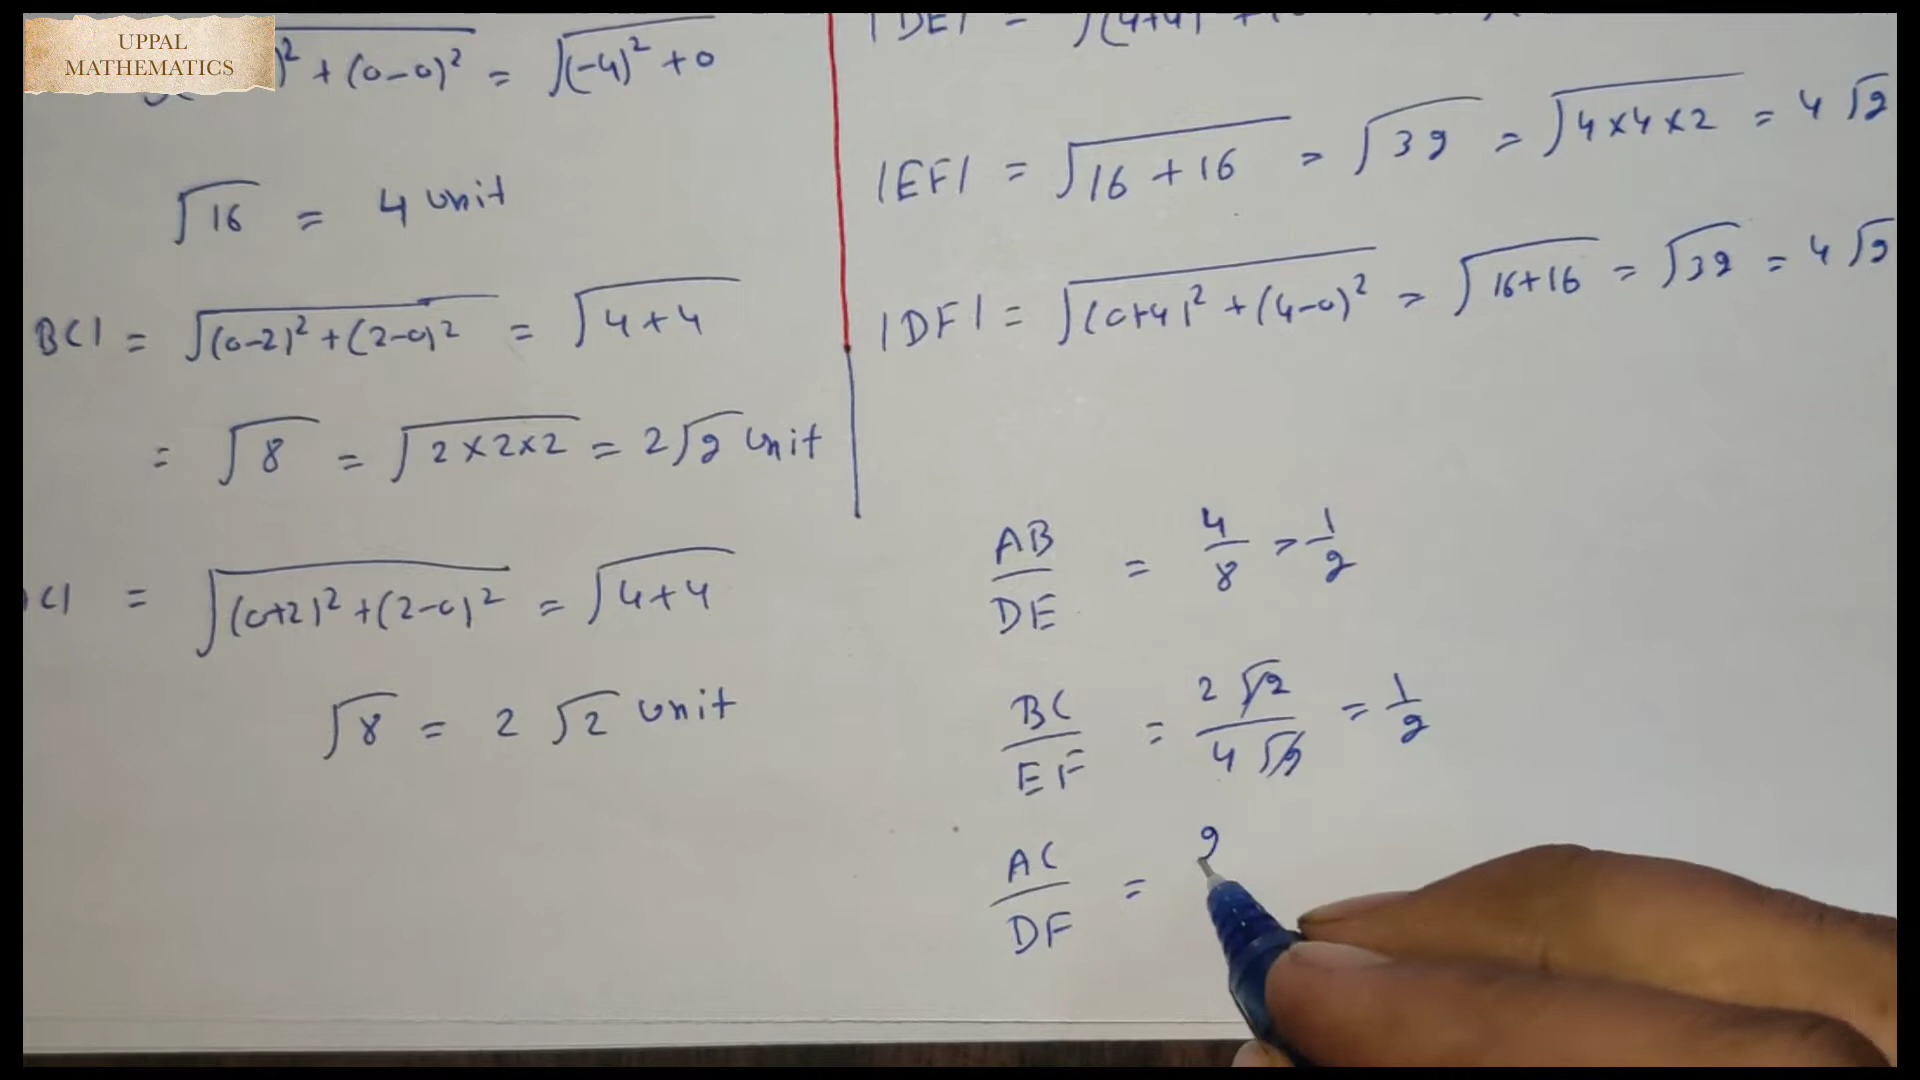 UPPAL
MATHEMATICS
)² + (0-0)² = √(-4)² + 0
√16 = 4 unit
BC| = √(0-2)² + (2-0)² = √4+4
= √8 = √2×2×2 = 2√2 unit
C| = √(0+2)² + (2-0)² = √4+4
√8 = 2√2 unit
|DE| = √(4+4)
|EF| = √16+16 = √32 = √4×4×2 = 4√2
|DF| = √(0+4)² + (4-0)² = √16+16 = √32 = 4√2
AB/DE = 4/8 = 1/2
BC/EF = 2√2/4√2 = 1/2
AC/DF = 2